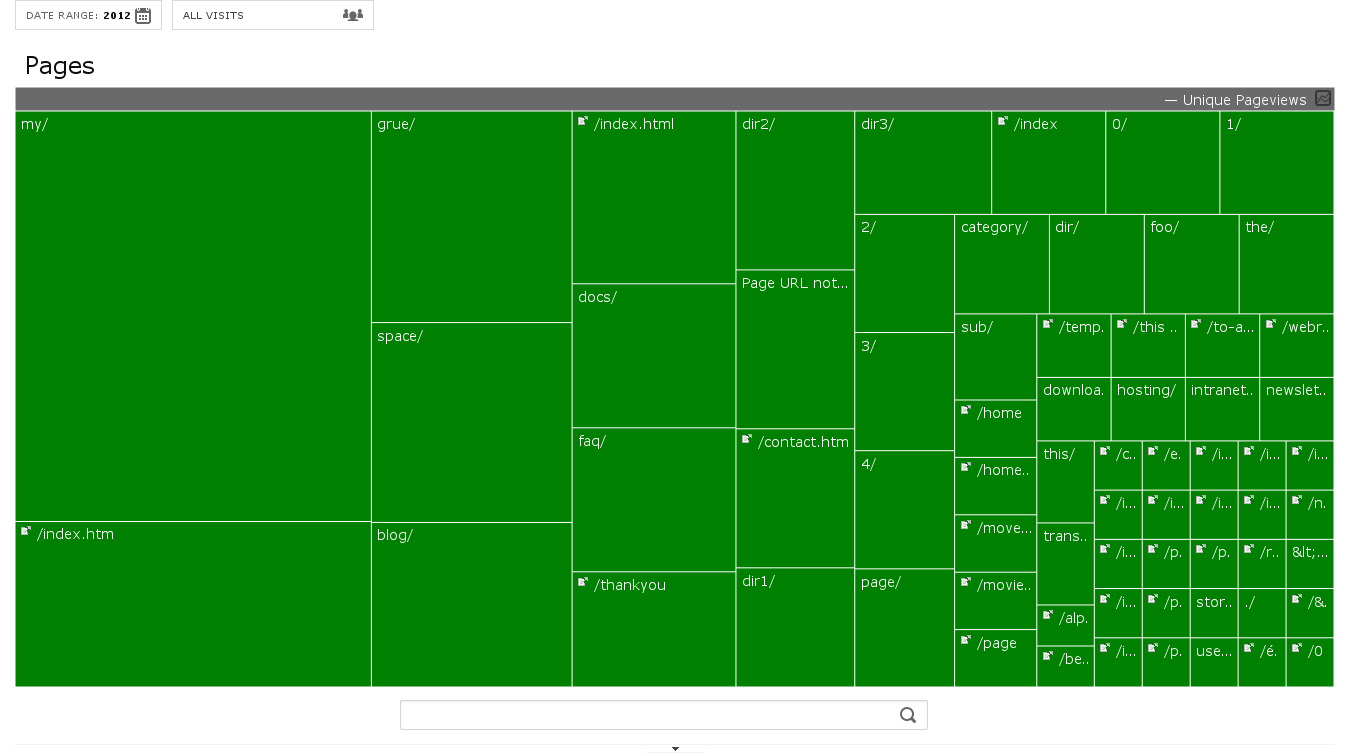 DATE RANGE: 2012
ALL VISITS
Pages
— Unique Pageviews
my/
grue/
/index.html
dir2/
dir3/
/index
0/
1/
2/
category/
dir/
foo/
the/
Page URL not...
docs/
space/
3/
sub/
/temp.
/this ..
/to-a...
/webr..
downloa.
hosting/
intranet..
newslet..
/home
faq/
/contact.htm
4/
/home..
this/
/c..
/e.
/i...
/i...
/i...
/i...
/i...
/i...
/i...
/n.
/index.htm
blog/
/move...
trans..
/i...
/p.
/p.
/r..
&lt;...
/thankyou
dir1/
page/
/movie..
/alp.
/i...
/p.
stor..
./
/&.
/page
/be..
/i...
/p.
use...
/é.
/0